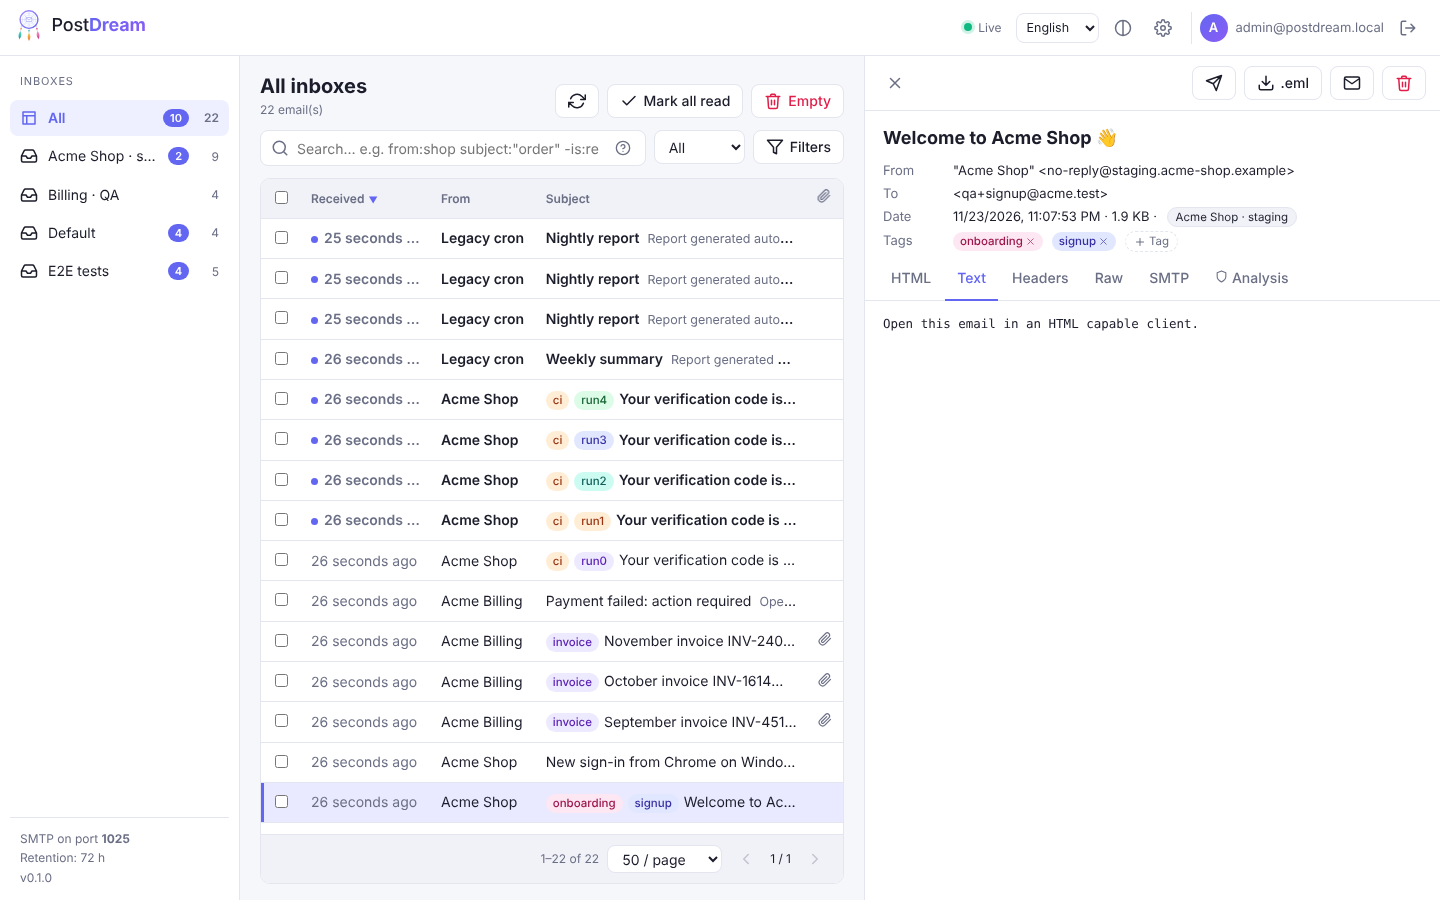 PostDream
Live
English
A
admin@postdream.local
INBOXES
All 10 22
Acme Shop · s... 2 9
Billing · QA 4
Default 4 4
E2E tests 4 5
SMTP on port 1025
Retention: 72 h
v0.1.0
All inboxes
22 email(s)
Mark all read
Empty
Search... e.g. from:shop subject:"order" -is:re
All
Filters
Received From Subject
25 seconds ... Legacy cron Nightly report Report generated auto...
25 seconds ... Legacy cron Nightly report Report generated auto...
25 seconds ... Legacy cron Nightly report Report generated auto...
26 seconds ... Legacy cron Weekly summary Report generated ...
26 seconds ... Acme Shop ci run4 Your verification code is...
26 seconds ... Acme Shop ci run3 Your verification code is...
26 seconds ... Acme Shop ci run2 Your verification code is...
26 seconds ... Acme Shop ci run1 Your verification code is ...
26 seconds ago Acme Shop ci run0 Your verification code is ...
26 seconds ago Acme Billing Payment failed: action required Ope...
26 seconds ago Acme Billing invoice November invoice INV-240...
26 seconds ago Acme Billing invoice October invoice INV-1614...
26 seconds ago Acme Billing invoice September invoice INV-451...
26 seconds ago Acme Shop New sign-in from Chrome on Windo...
26 seconds ago Acme Shop onboarding signup Welcome to Ac...
1–22 of 22 50 / page 1 / 1
.eml
Welcome to Acme Shop 👋
From "Acme Shop" <no-reply@staging.acme-shop.example>
To <qa+signup@acme.test>
Date 11/23/2026, 11:07:53 PM · 1.9 KB · Acme Shop · staging
Tags onboarding × signup × + Tag
HTML Text Headers Raw SMTP Analysis
Open this email in an HTML capable client.